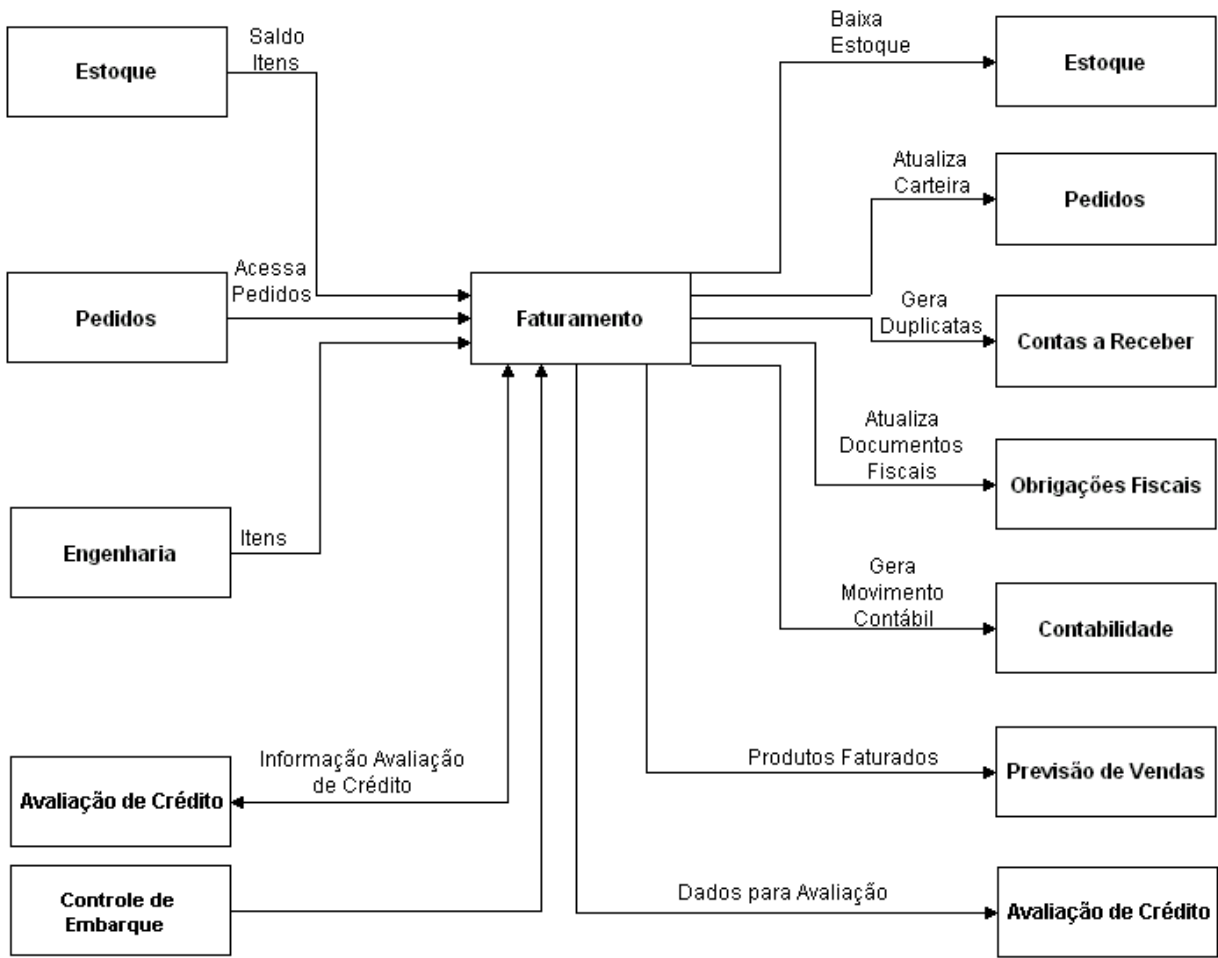 Baixa
Estoque
Saldo
Itens
Estoque
Estoque
Atualiza
Carteira
Pedidos
Acessa
Pedidos
Pedidos
Faturamento
Gera
Duplicatas
Contas a Receber
Atualiza
Documentos
Fiscais
Obrigações Fiscais
Itens
Engenharia
Gera
Movimento
Contábil
Contabilidade
Informação Avaliação
de Crédito
Avaliação de Crédito
Produtos Faturados
Previsão de Vendas
Controle de
Embarque
Dados para Avaliação
Avaliação de Crédito